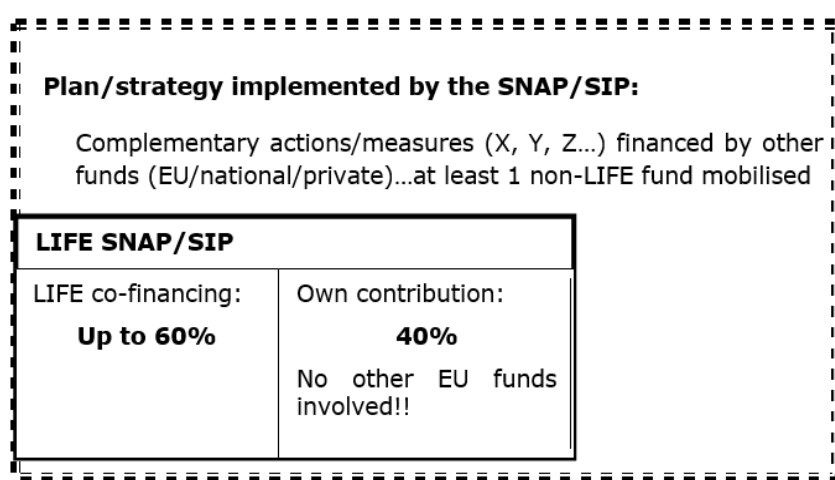 Plan/strategy implemented by the SNAP/SIP:
Complementary actions/measures (X, Y, Z...) financed by other
funds (EU/national/private)...at least 1 non-LIFE fund mobilised
LIFE SNAP/SIP
LIFE co-financing:
Up to 60%
Own contribution:
40%
No other EU funds
involved!!